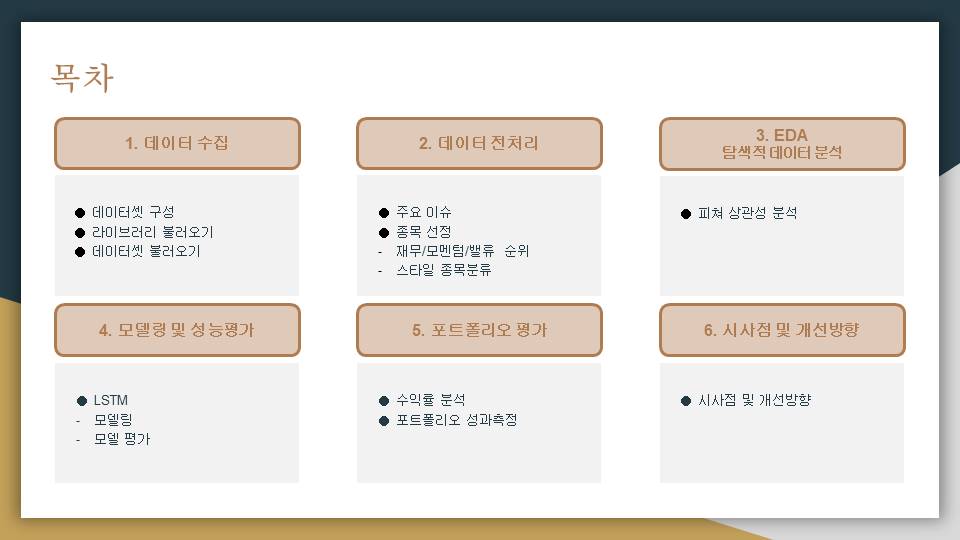 목차
1. 데이터 수집
데이터셋 구성
라이브러리 불러오기
데이터셋 불러오기
2. 데이터 전처리
주요 이슈
종목 선정
- 재무/모멘텀/밸류 순위
- 스타일 종목분류
3. EDA
탐색적 데이터 분석
피쳐 상관성 분석
4. 모델링 및 성능평가
LSTM
- 모델링
- 모델 평가
5. 포트폴리오 평가
수익률 분석
포트폴리오 성과측정
6. 시사점 및 개선방향
시사점 및 개선방향